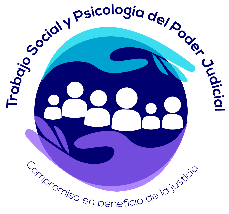 Trabajo Social y Psicología del Poder Judicial
Compromiso en beneficio de la justicia